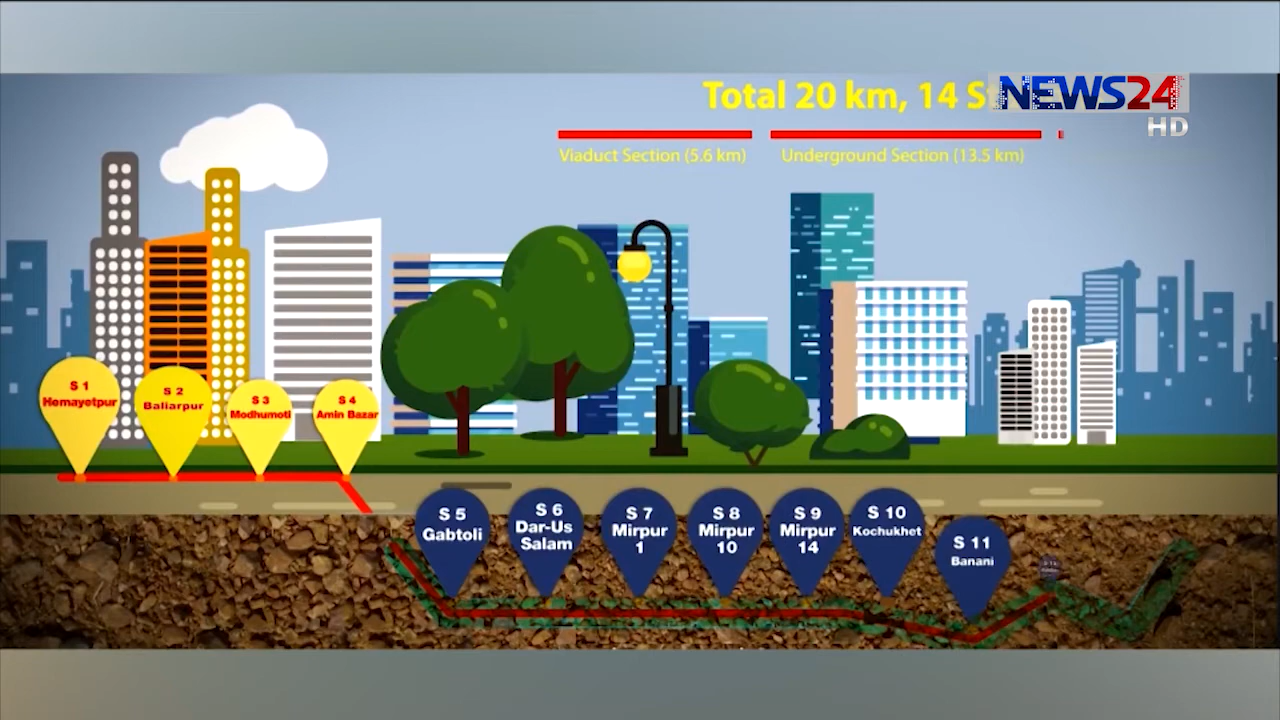 Total 20 km, 14 S
NEWS24
HD
Viaduct Section (5.6 km)
Underground Section (13.5 km)
S 1
Hemayetpur
S 2
Baliarpur
S 3
Modhumoti
S 4
Amin Bazar
S 5
Gabtoli
S 6
Dar-Us
Salam
S 7
Mirpur
1
S 8
Mirpur
10
S 9
Mirpur
14
S 10
Kochukhet
S 11
Banani